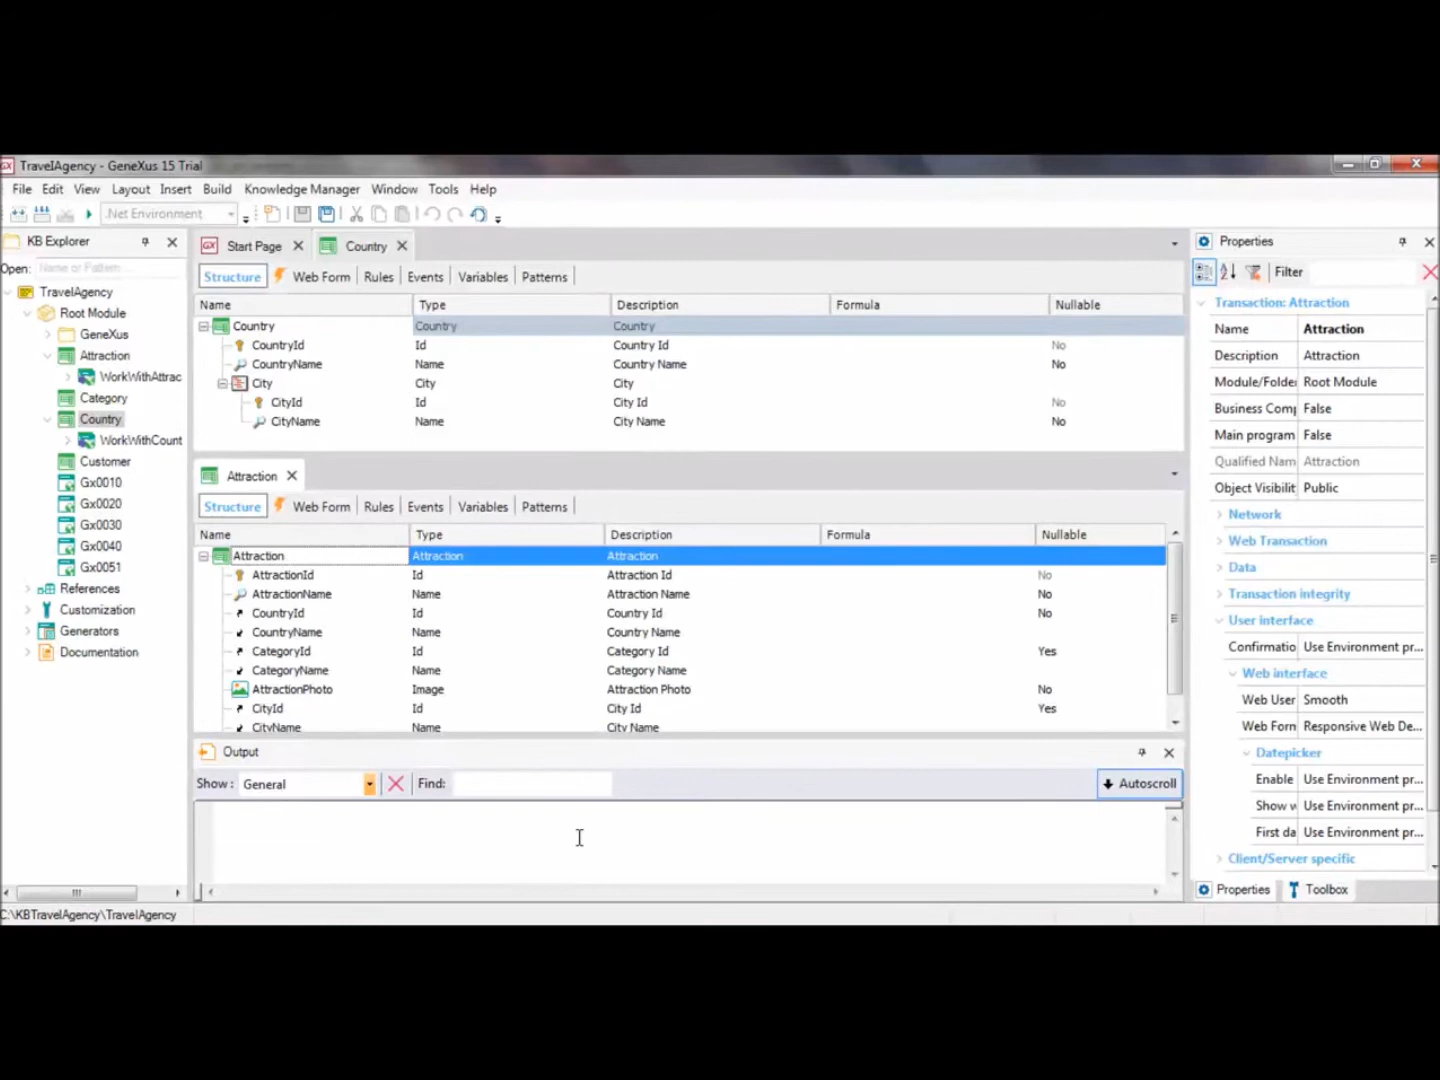 TravelAgency - GeneXus 15 Trial
File Edit View Layout Insert Build Knowledge Manager Window Tools Help
.Net Environment
KB Explorer
Open: Name or Pattern...
TravelAgency
Root Module
GeneXus
Attraction
WorkWithAttrac
Category
Country
WorkWithCount
Customer
Gx0010
Gx0020
Gx0030
Gx0040
Gx0051
References
Customization
Generators
Documentation
Start Page Country
Structure Web Form Rules Events Variables Patterns
Name Type Description Formula Nullable
Country Country Country
CountryId Id Country Id No
CountryName Name Country Name No
City City City
CityId Id City Id No
CityName Name City Name No
Attraction
Structure Web Form Rules Events Variables Patterns
Name Type Description Formula Nullable
Attraction Attraction Attraction
AttractionId Id Attraction Id No
AttractionName Name Attraction Name No
CountryId Id Country Id No
CountryName Name Country Name
CategoryId Id Category Id Yes
CategoryName Name Category Name
AttractionPhoto Image Attraction Photo No
CityId Id City Id Yes
CityName Name City Name
Output
Show: General Find: Autoscroll
Properties
Filter
Transaction: Attraction
Name Attraction
Description Attraction
Module/Folder Root Module
Business Comp False
Main program False
Qualified Nam Attraction
Object Visibilit Public
Network
Web Transaction
Data
Transaction integrity
User interface
Confirmatio Use Environment pr...
Web interface
Web User Smooth
Web Form Responsive Web De...
Datepicker
Enable Use Environment pr...
Show w Use Environment pr...
First da Use Environment pr...
Client/Server specific
Properties Toolbox
C:\KBTravelAgency\TravelAgency